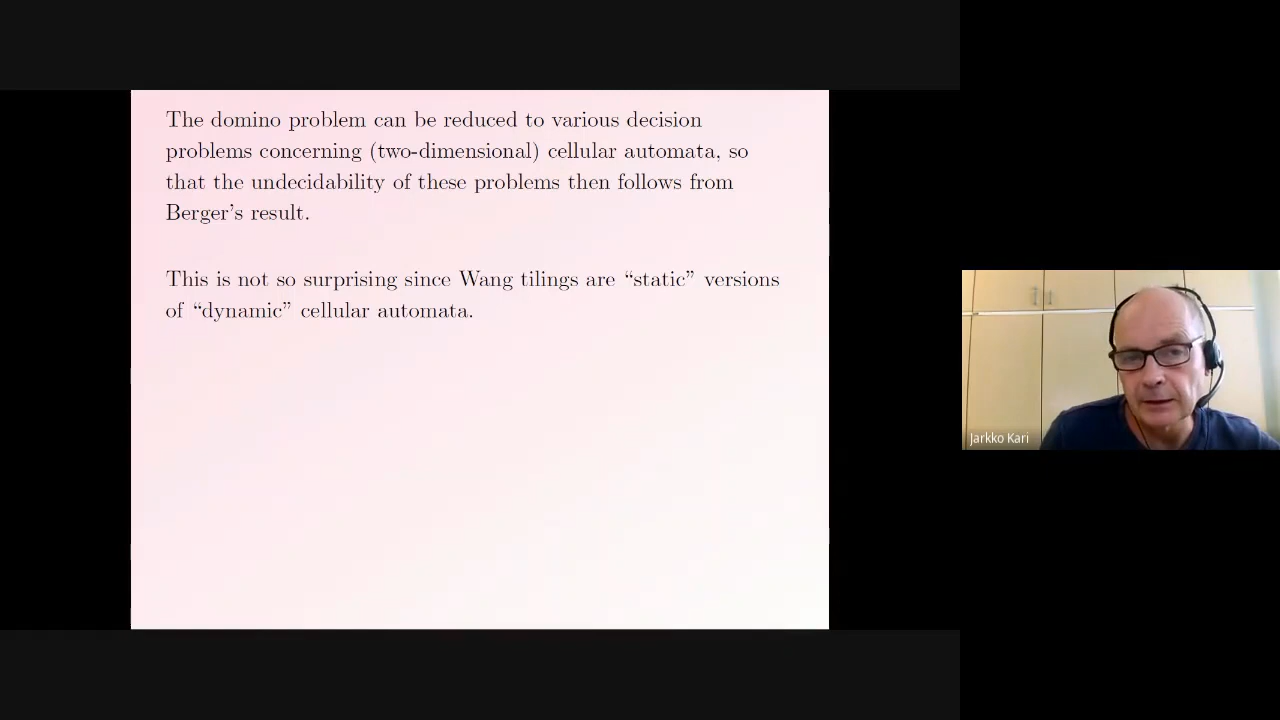 The domino problem can be reduced to various decision
problems concerning (two-dimensional) cellular automata, so
that the undecidability of these problems then follows from
Berger’s result.
This is not so surprising since Wang tilings are “static” versions
of “dynamic” cellular automata.
Jarkko Kari